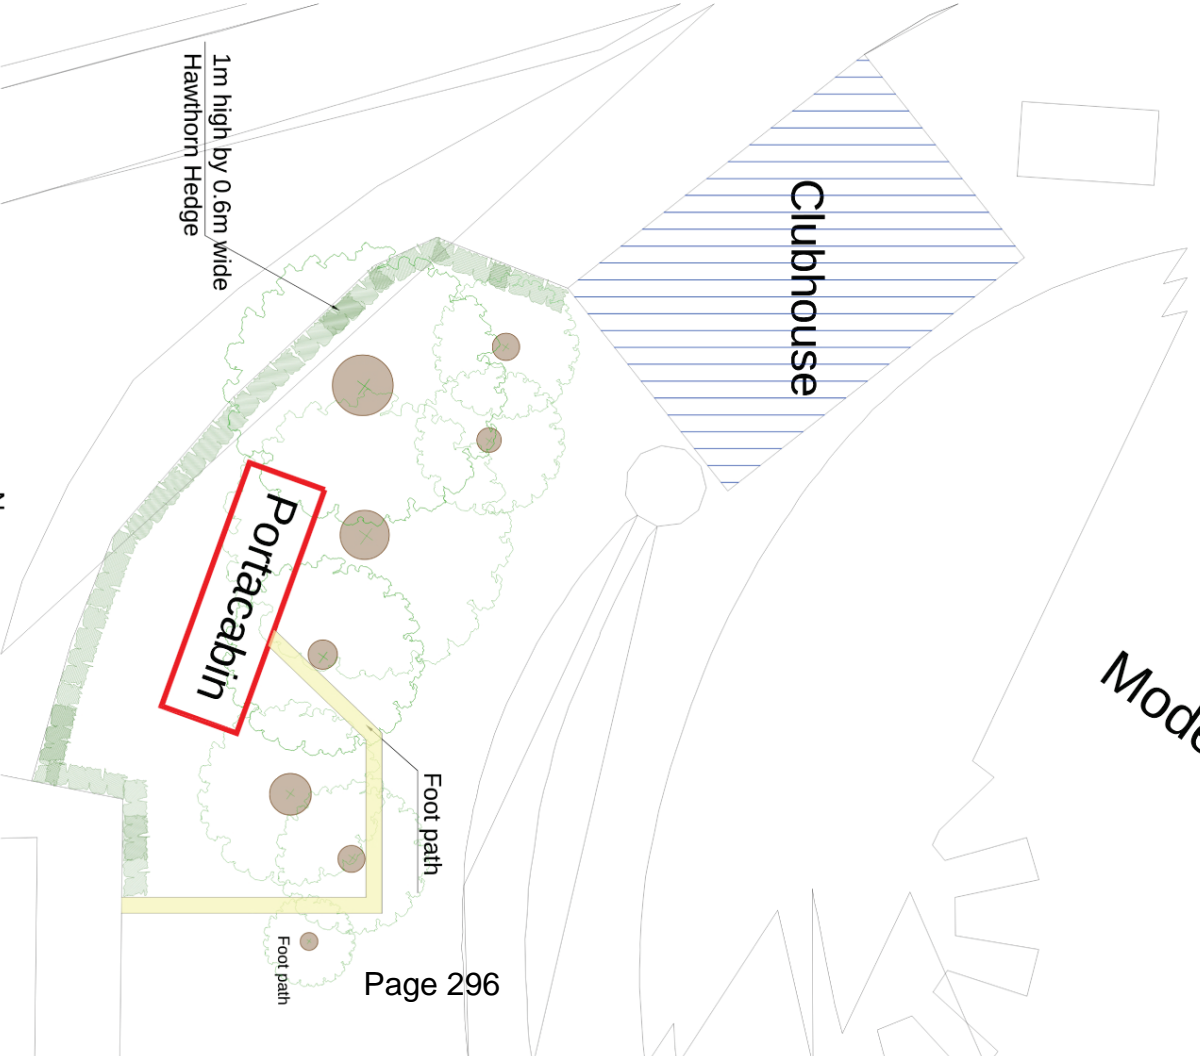 1m high by 0.6m wide
Hawthorn Hedge
Clubhouse
Portacabin
Foot path
Foot path
Page 296